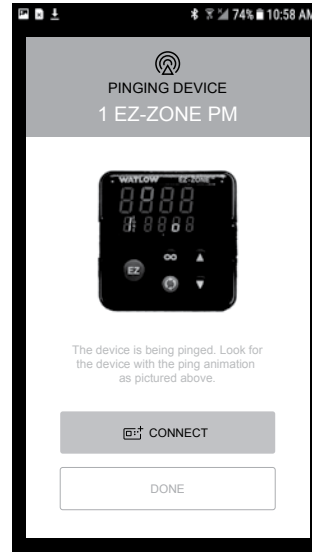 74% 10:58 AM
PINGING DEVICE
1 EZ-ZONE PM
WATLOW EZ-ZONE
EZ
The device is being pinged. Look for
the device with the ping animation
as pictured above.
CONNECT
DONE